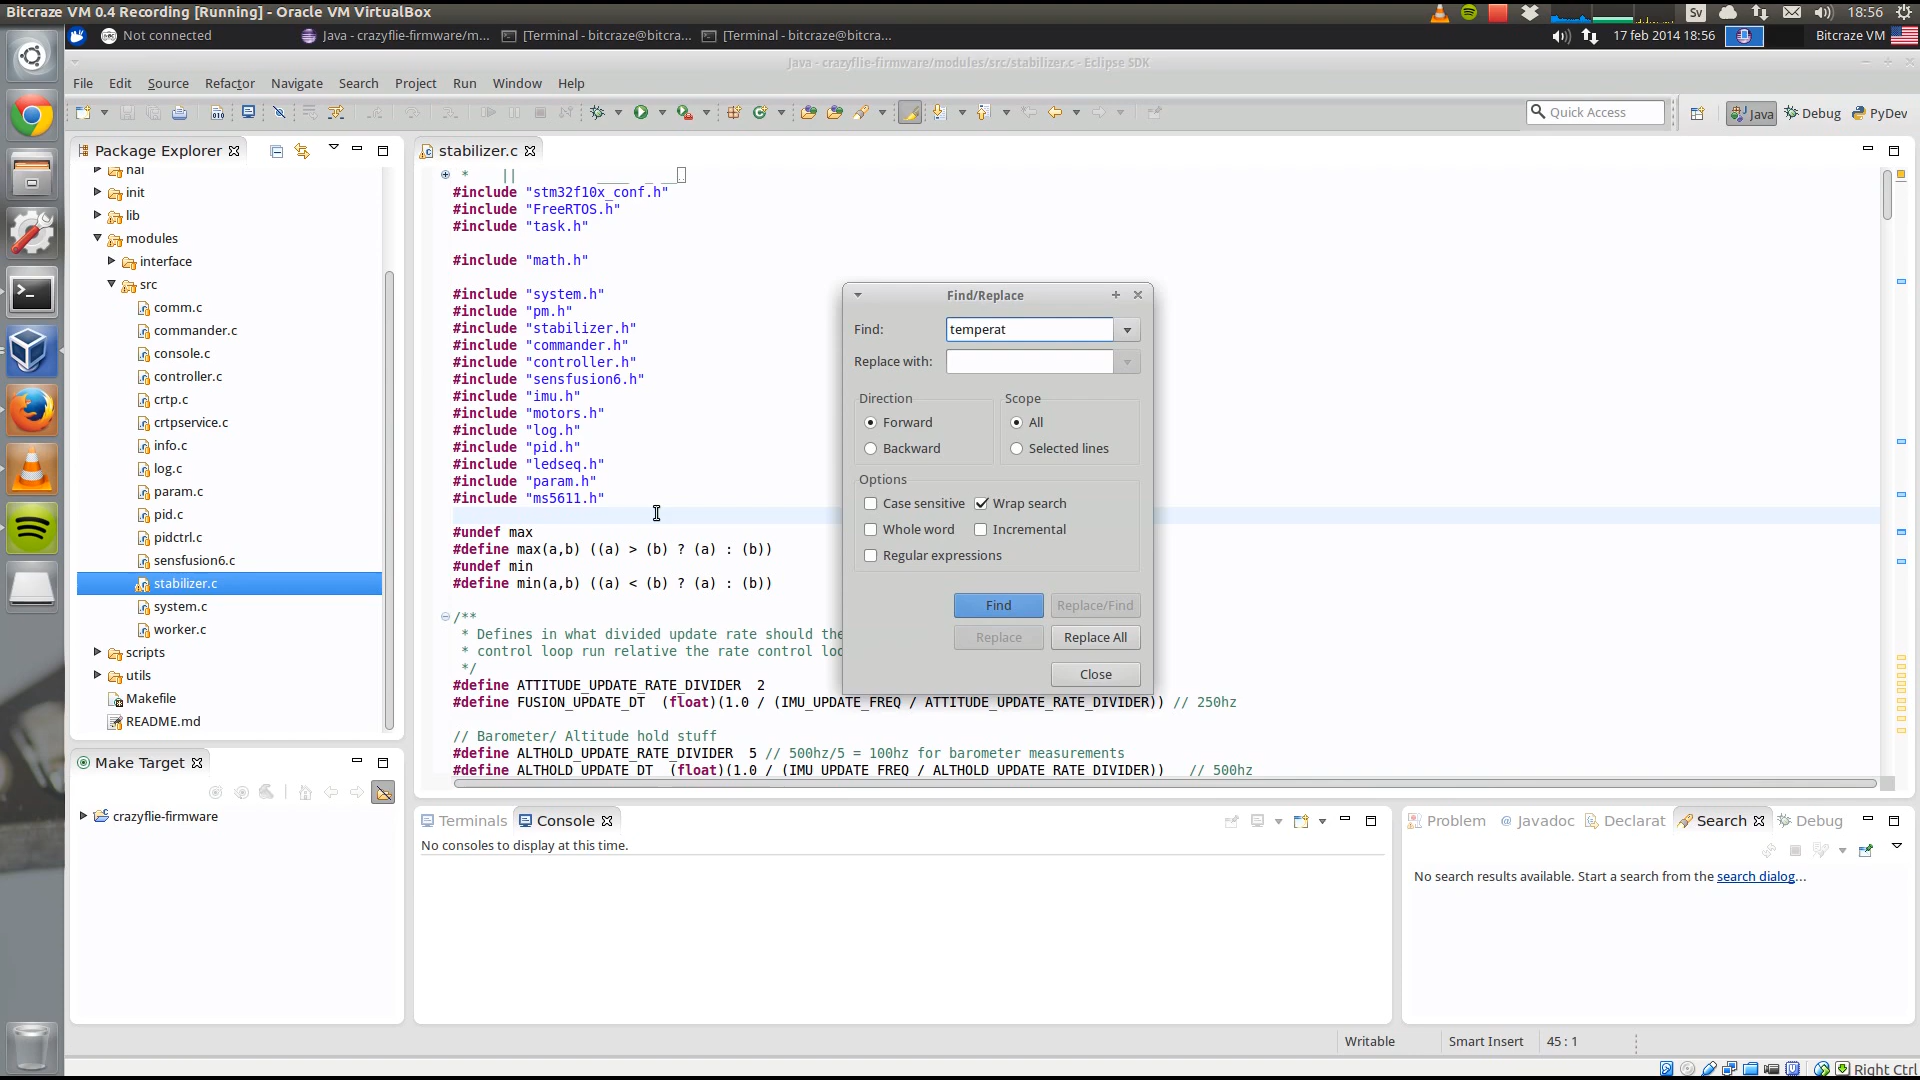 Bitcraze VM 0.4 Recording [Running] - Oracle VM VirtualBox
Sv
18:56
Not connected
Java - crazyflie-firmware/m...
[Terminal - bitcraze@bitcra...
[Terminal - bitcraze@bitcra...
17 feb 2014 18:56
Bitcraze VM
Java - crazyflie-firmware/modules/src/stabilizer.c - Eclipse SDK
File Edit Source Refactor Navigate Search Project Run Window Help
Quick Access
Java
Debug
PyDev
Package Explorer
hal
init
lib
modules
interface
src
comm.c
commander.c
console.c
controller.c
crtp.c
crtpservice.c
info.c
log.c
param.c
pid.c
pidctrl.c
sensfusion6.c
stabilizer.c
system.c
worker.c
scripts
utils
Makefile
README.md
Make Target
crazyflie-firmware
stabilizer.c
* || ____ _ __
#include "stm32f10x_conf.h"
#include "FreeRTOS.h"
#include "task.h"
#include "math.h"
#include "system.h"
#include "pm.h"
#include "stabilizer.h"
#include "commander.h"
#include "controller.h"
#include "sensfusion6.h"
#include "imu.h"
#include "motors.h"
#include "log.h"
#include "pid.h"
#include "ledseq.h"
#include "param.h"
#include "ms5611.h"
#undef max
#define max(a,b) ((a) > (b) ? (a) : (b))
#undef min
#define min(a,b) ((a) < (b) ? (a) : (b))
/**
* Defines in what divided update rate should the
* control loop run relative the rate control loo
*/
#define ATTITUDE_UPDATE_RATE_DIVIDER 2
#define FUSION_UPDATE_DT (float)(1.0 / (IMU_UPDATE_FREQ / ATTITUDE_UPDATE_RATE_DIVIDER)) // 250hz
// Barometer/ Altitude hold stuff
#define ALTHOLD_UPDATE_RATE_DIVIDER 5 // 500hz/5 = 100hz for barometer measurements
#define ALTHOLD_UPDATE_DT (float)(1.0 / (IMU_UPDATE_FREQ / ALTHOLD_UPDATE_RATE_DIVIDER)) // 500hz
Find/Replace
Find: temperat
Replace with:
Direction
Forward
Backward
Scope
All
Selected lines
Options
Case sensitive
Wrap search
Whole word
Incremental
Regular expressions
Find
Replace/Find
Replace
Replace All
Close
Terminals
Console
No consoles to display at this time.
Problem
Javadoc
Declarat
Search
Debug
No search results available. Start a search from the search dialog...
Writable
Smart Insert
45 : 1
Right Ctrl